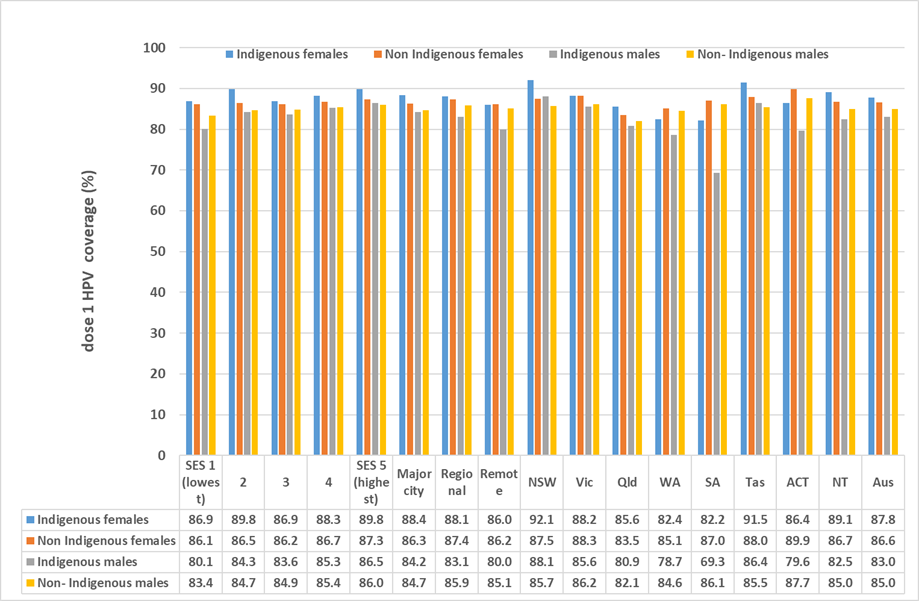 Indigenous females Non Indigenous females Indigenous males Non- Indigenous males
dose 1 HPV coverage (%)
100
90
80
70
60
50
40
30
20
10
0
SES 1 (lowes t) 2 3 4 SES 5 (highe st) Major city Regio nal Remot e NSW Vic Qld WA SA Tas ACT NT Aus
Indigenous females 86.9 89.8 86.9 88.3 89.8 88.4 88.1 86.0 92.1 88.2 85.6 82.4 82.2 91.5 86.4 89.1 87.8
Non Indigenous females 86.1 86.5 86.2 86.7 87.3 86.3 87.4 86.2 87.5 88.3 83.5 85.1 87.0 88.0 89.9 86.7 86.6
Indigenous males 80.1 84.3 83.6 85.3 86.5 84.2 83.1 80.0 88.1 85.6 80.9 78.7 69.3 86.4 79.6 82.5 83.0
Non- Indigenous males 83.4 84.7 84.9 85.4 86.0 84.7 85.9 85.1 85.7 86.2 82.1 84.6 86.1 85.5 87.7 85.0 85.0